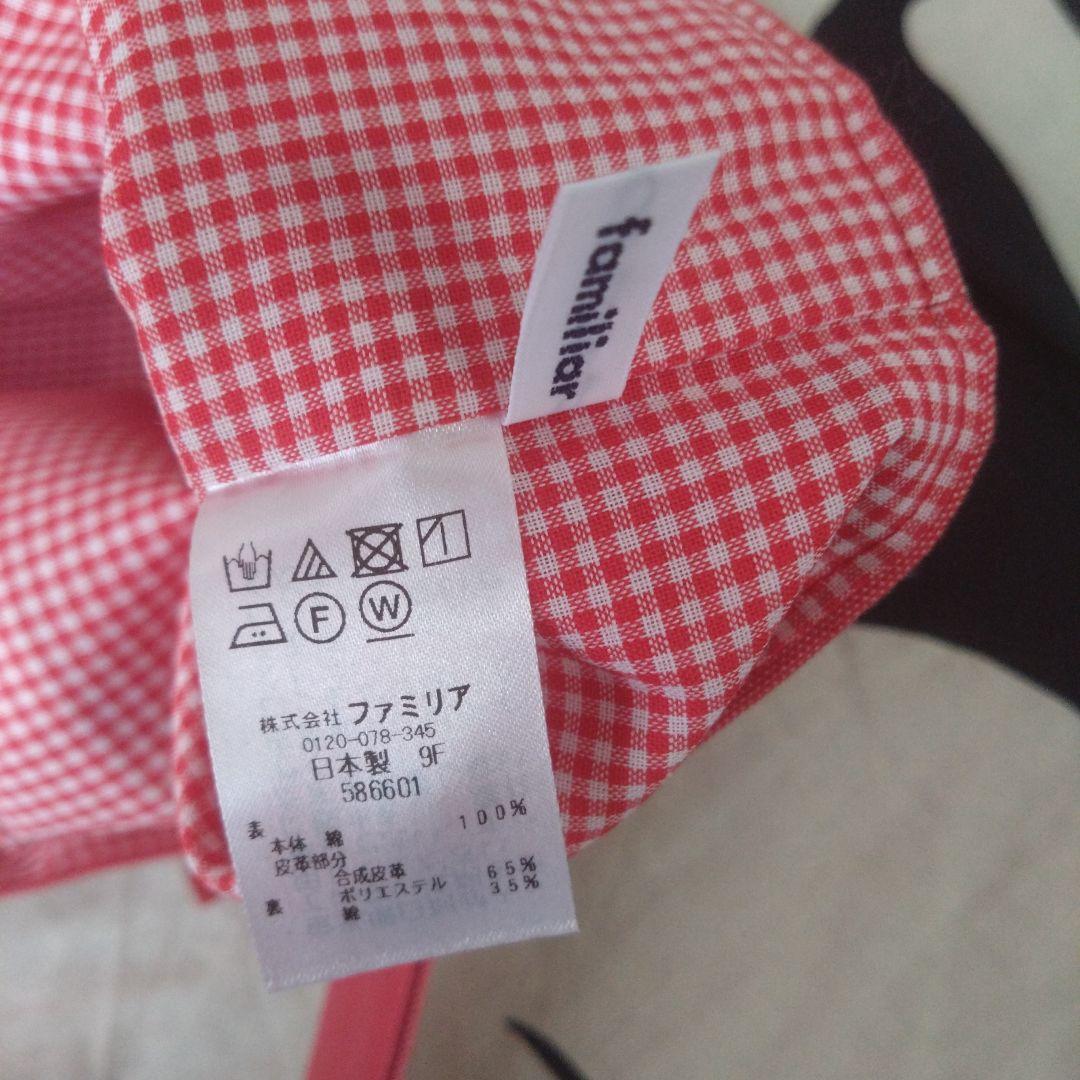 familiar
F W
株式会社 ファミリア
0120-078-345
日本製 9F
586601
表
本体 綿 100%
皮革部分
合成皮革
裏 ポリエステル 65%
綿 35%